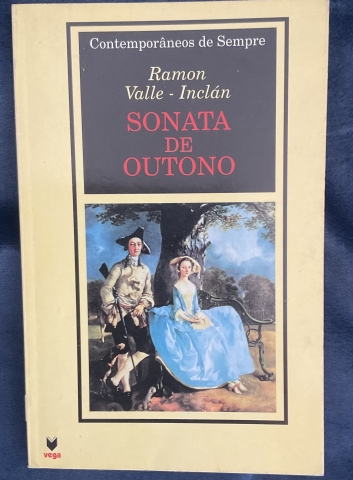 Contemporâneos de Sempre
Ramon
Valle - Inclán
SONATA
DE
OUTONO
vega